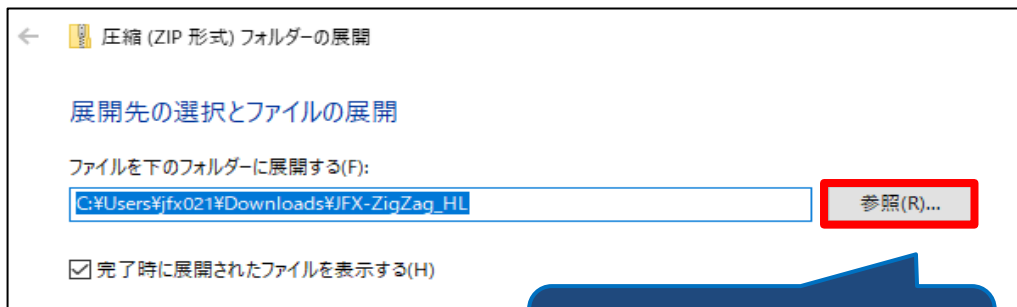 圧縮 (ZIP 形式) フォルダーの展開
展開先の選択とファイルの展開
ファイルを下のフォルダーに展開する(F):
C:¥Users¥jfx021¥Downloads¥JFX-ZigZag_HL
参照(R)...
完了時に展開されたファイルを表示する(H)